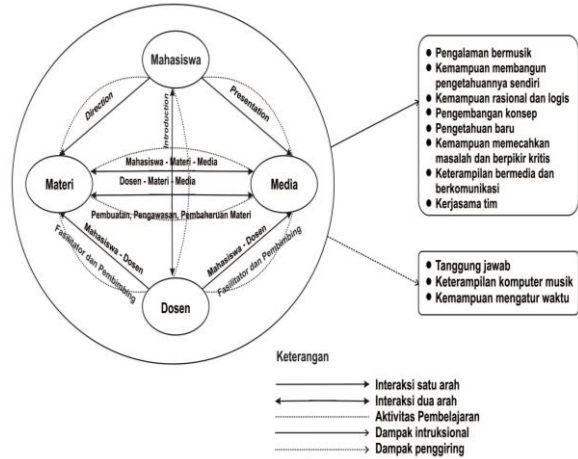 Mahasiswa
Direction
Introduction
Presentation
Mahasiswa - Materi - Media
Materi
Dosen - Materi - Media
Media
Pembuatan, Pengawasan, Pembaharuan Materi
Mahasiswa - Dosen
Fasilitator dan Pembimbing
Mahasiswa - Dosen
Fasilitator dan Pembimbing
Dosen
● Pengalaman bermusik
● Kemampuan membangun
pengetahuannya sendiri
● Kemampuan rasional dan logis
● Pengembangan konsep
● Pengetahuan baru
● Kemampuan memecahkan
masalah dan berpikir kritis
● Keterampilan bermedia dan
berkomunikasi
● Kerjasama tim
● Tanggung jawab
● Keterampilan komputer musik
● Kemampuan mengatur waktu
Keterangan
Interaksi satu arah
Interaksi dua arah
Aktivitas Pembelajaran
Dampak intruksional
Dampak penggiring